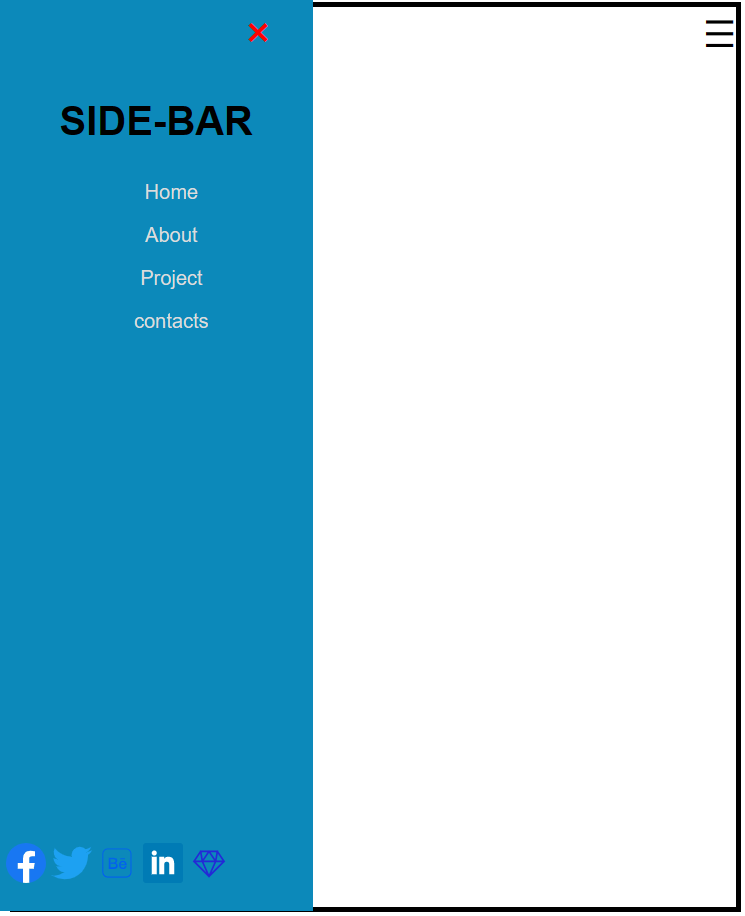 SIDE-BAR
Home
About
Project
contacts
f Bē in